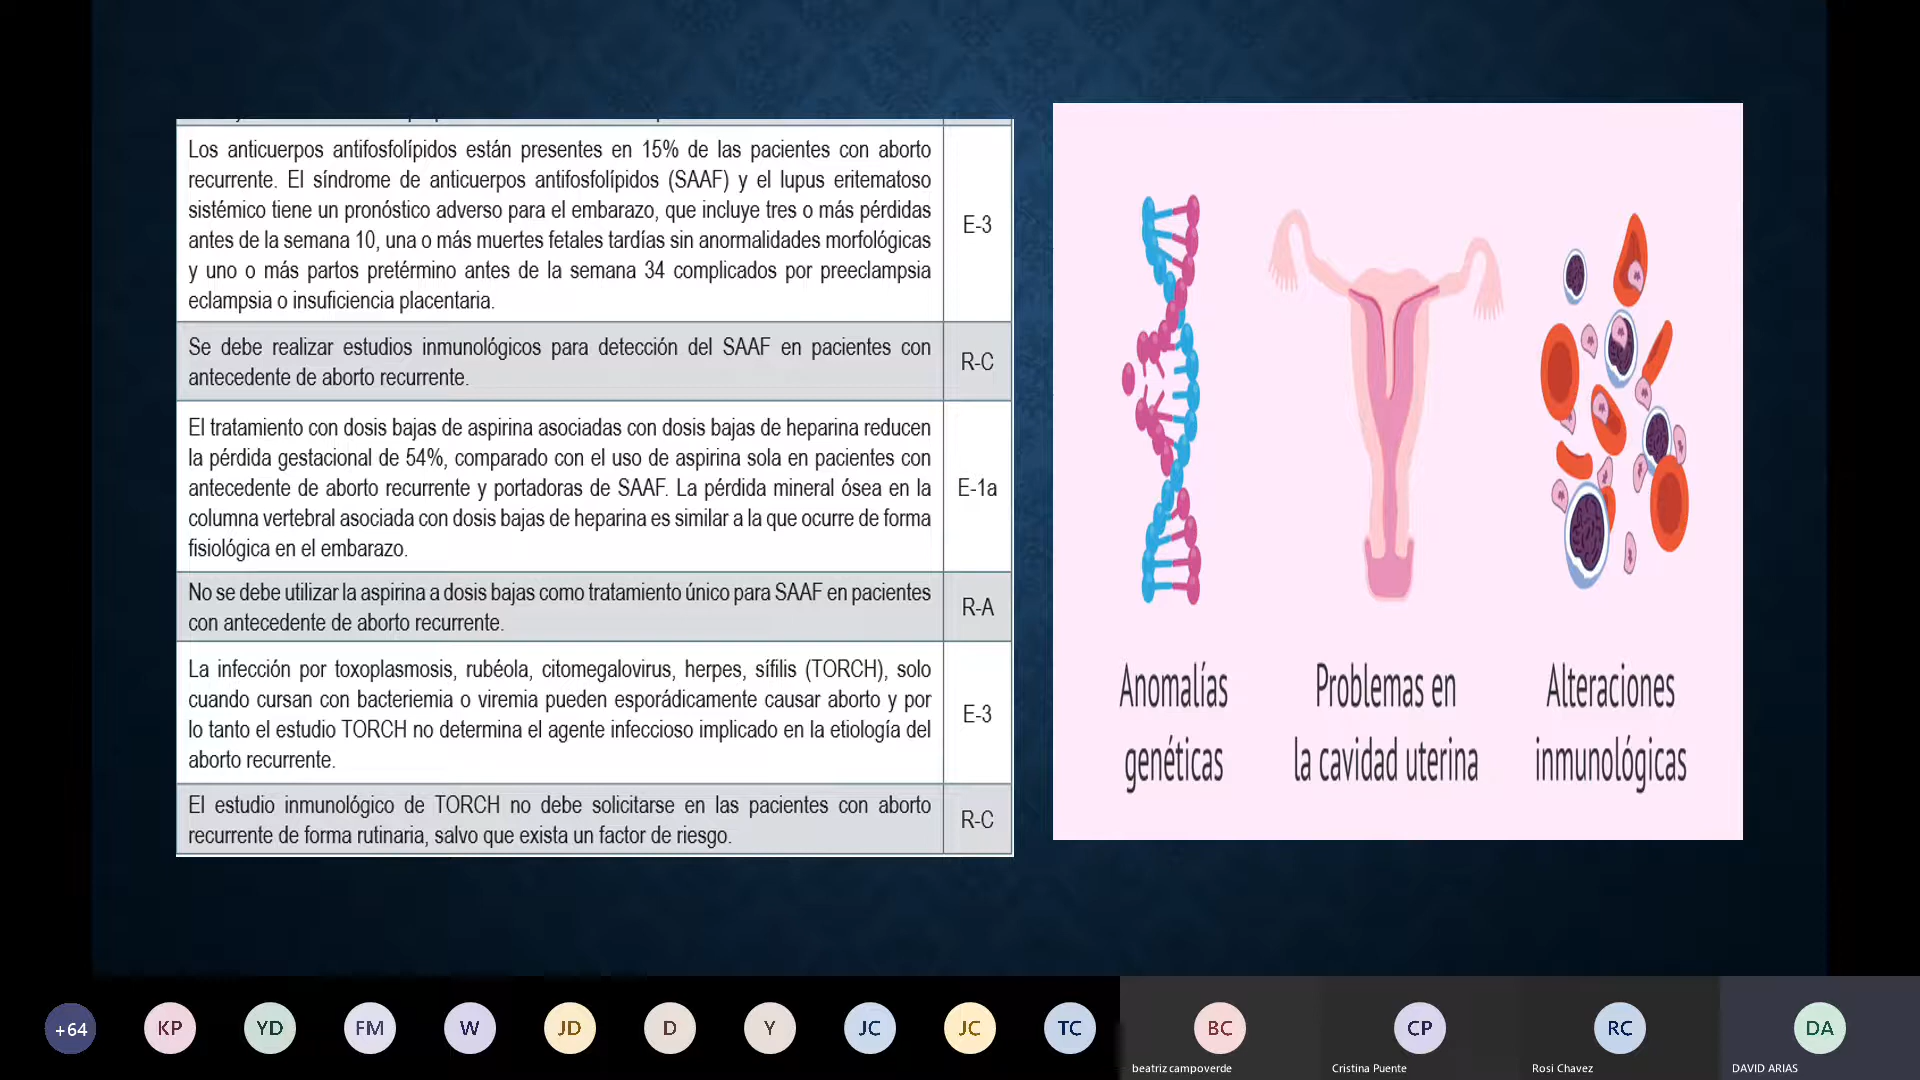 Los anticuerpos antifosfolípidos están presentes en 15% de las pacientes con aborto
recurrente. El síndrome de anticuerpos antifosfolípidos (SAAF) y el lupus eritematoso
sistémico tiene un pronóstico adverso para el embarazo, que incluye tres o más pérdidas
antes de la semana 10, una o más muertes fetales tardías sin anormalidades morfológicas
y uno o más partos pretérmino antes de la semana 34 complicados por preeclampsia
eclampsia o insuficiencia placentaria.
E-3
Se debe realizar estudios inmunológicos para detección del SAAF en pacientes con
antecedente de aborto recurrente.
R-C
El tratamiento con dosis bajas de aspirina asociadas con dosis bajas de heparina reducen
la pérdida gestacional de 54%, comparado con el uso de aspirina sola en pacientes con
antecedente de aborto recurrente y portadoras de SAAF. La pérdida mineral ósea en la
columna vertebral asociada con dosis bajas de heparina es similar a la que ocurre de forma
fisiológica en el embarazo.
E-1a
No se debe utilizar la aspirina a dosis bajas como tratamiento único para SAAF en pacientes
con antecedente de aborto recurrente.
R-A
La infección por toxoplasmosis, rubéola, citomegalovirus, herpes, sífilis (TORCH), solo
cuando cursan con bacteriemia o viremia pueden esporádicamente causar aborto y por
lo tanto el estudio TORCH no determina el agente infeccioso implicado en la etiología del
aborto recurrente.
E-3
El estudio inmunológico de TORCH no debe solicitarse en las pacientes con aborto
recurrente de forma rutinaria, salvo que exista un factor de riesgo.
R-C
Anomalías
genéticas
Problemas en
la cavidad uterina
Alteraciones
inmunológicas
+64
KP
YD
FM
W
JD
D
Y
JC
JC
TC
BC
beatriz campoverde
CP
Cristina Puente
RC
Rosi Chavez
DA
DAVID ARIAS